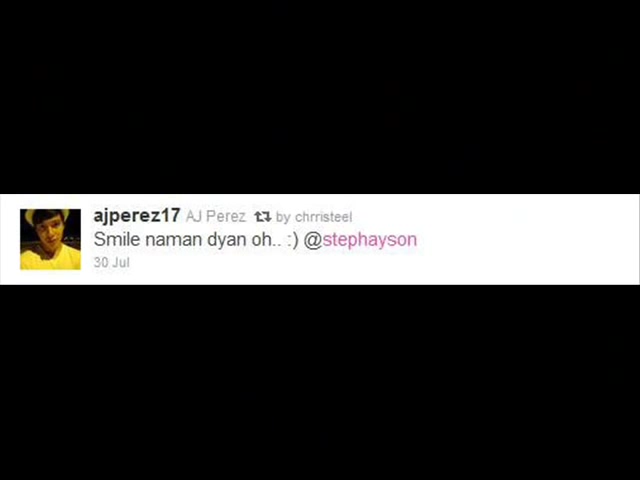 ajperez17 AJ Perez by chrristeel
Smile naman dyan oh.. :) @stephayson
30 Jul